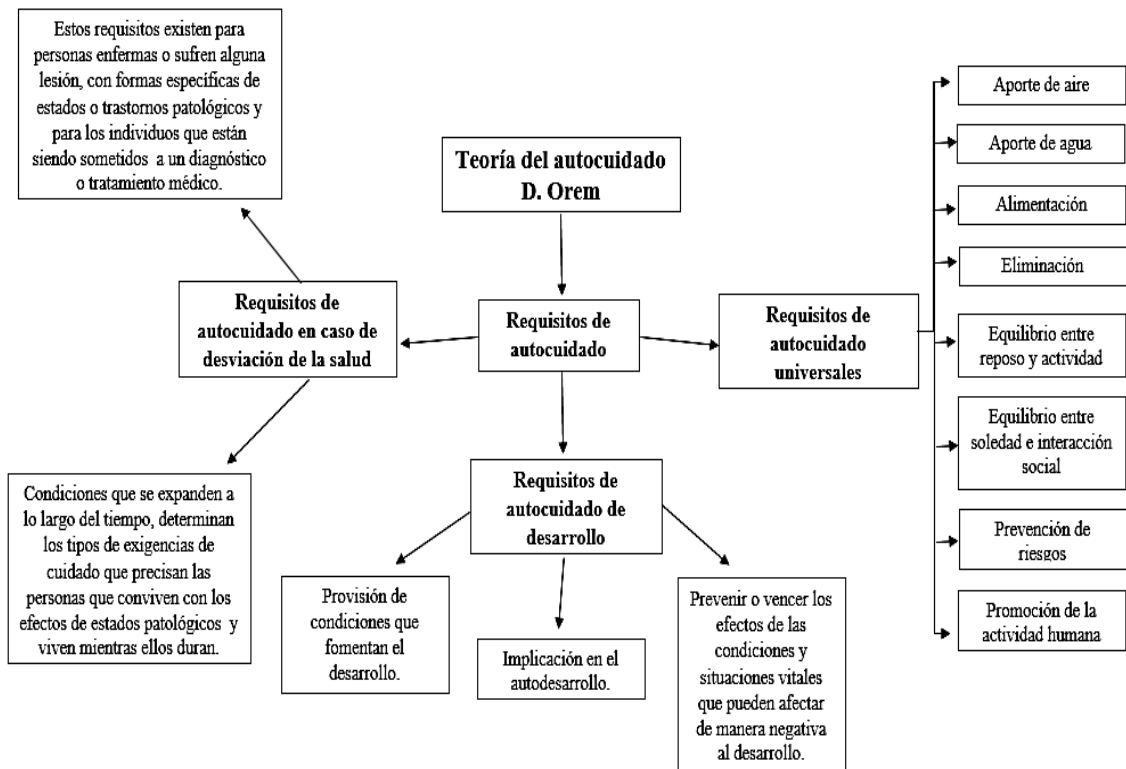 Estos requisitos existen para
personas enfermas o sufren alguna
lesión, con formas específicas de
estados o trastornos patológicos y
para los individuos que están
siendo sometidos a un diagnóstico
o tratamiento médico.
Teoría del autocuidado
D. Orem
Requisitos de
autocuidado en caso de
desviación de la salud
Requisitos de
autocuidado
Requisitos de
autocuidado
universales
Aporte de aire
Aporte de agua
Alimentación
Eliminación
Equilibrio entre
reposo y actividad
Equilibrio entre
soledad e interacción
social
Prevención de
riesgos
Promoción de la
actividad humana
Condiciones que se expanden a
lo largo del tiempo, determinan
los tipos de exigencias de
cuidado que precisan las
personas que conviven con los
efectos de estados patológicos y
viven mientras ellos duran.
Requisitos de
autocuidado de
desarrollo
Provisión de
condiciones que
fomentan el
desarrollo.
Implicación en el
autodesarrollo.
Prevenir o vencer los
efectos de las
condiciones y
situaciones vitales
que pueden afectar
de manera negativa
al desarrollo.